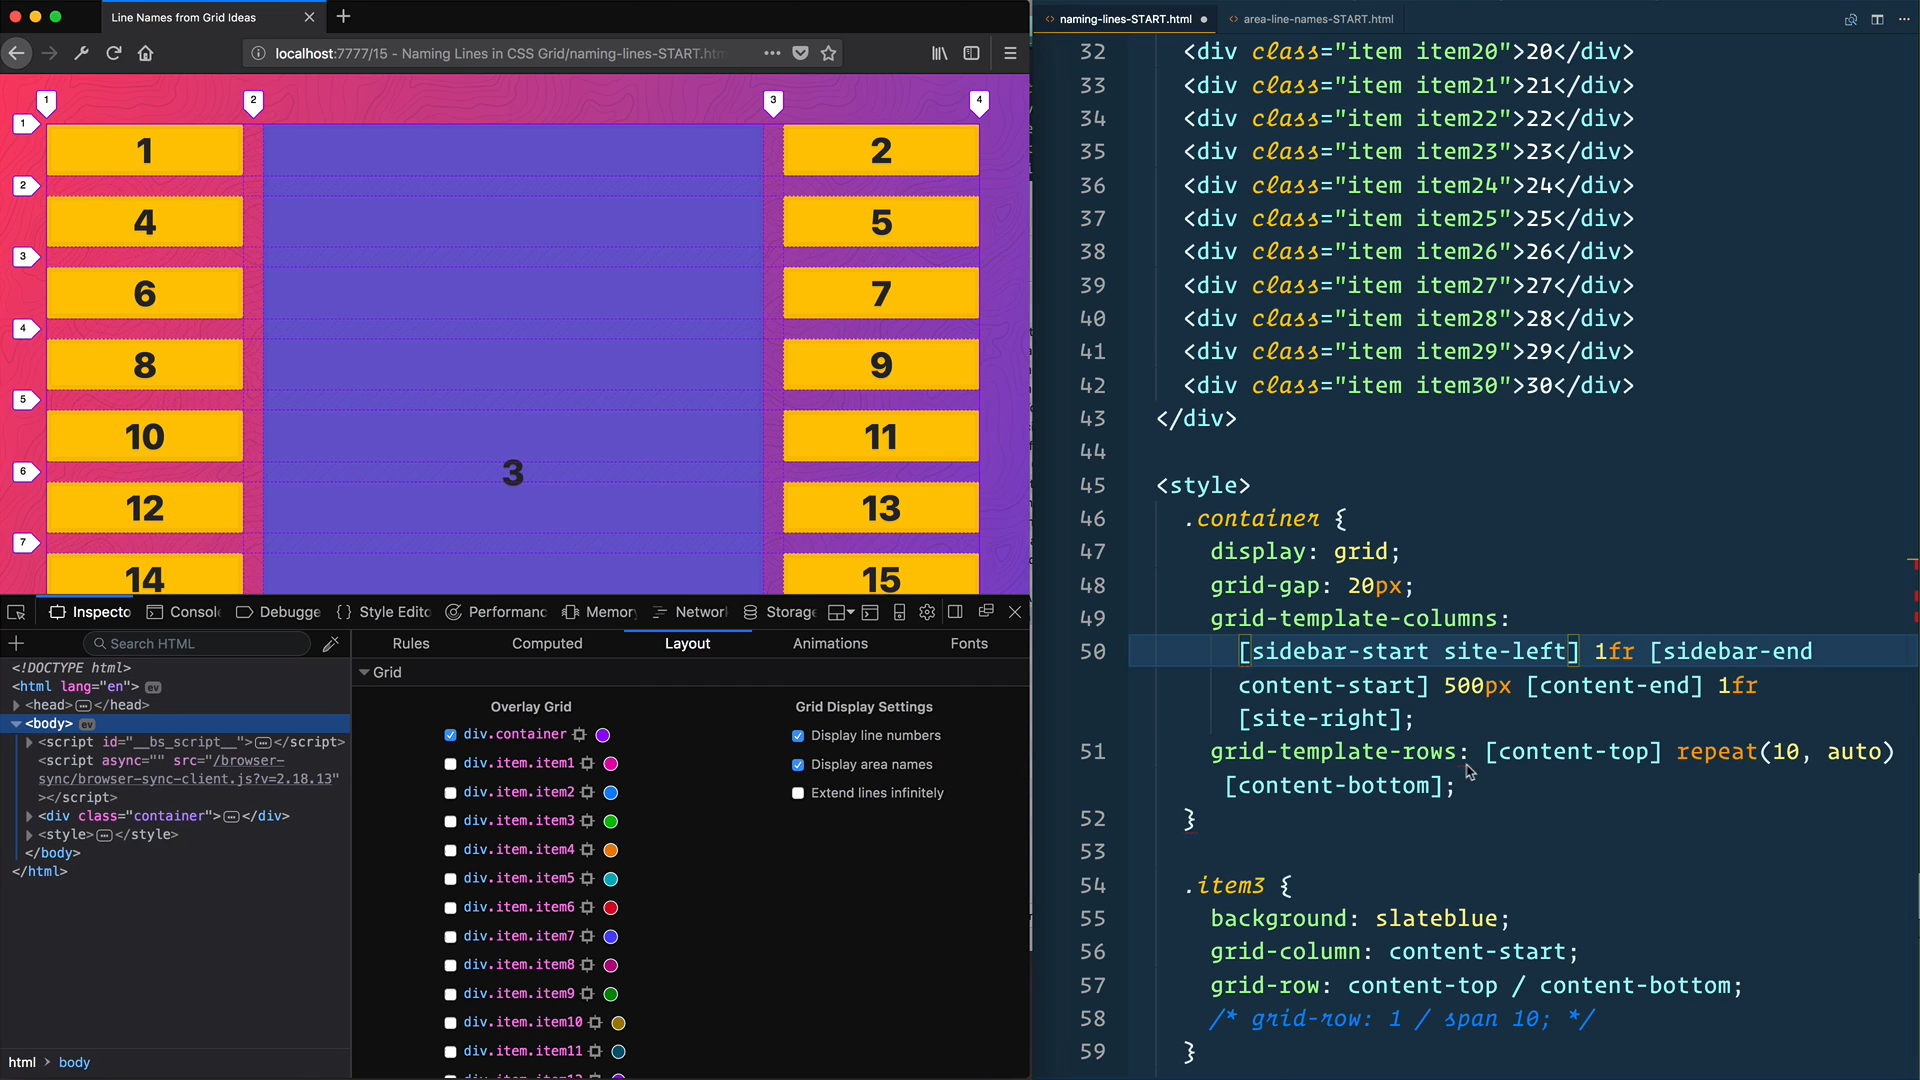 Line Names from Grid Ideas
localhost:7777/15 - Naming Lines in CSS Grid/naming-lines-START.htm
1
2
3
4
1
2
3
4
5
6
7
1
2
4
5
6
7
8
9
10
11
3
12
13
14
15
Inspecto
Consol
Debugge
Style Edito
Performanc
Memor
Networ
Storag
Search HTML
<!DOCTYPE html>
<html lang="en"> ev
<head></head>
<body> ev
<script id="__bs_script__"></script>
<script async="" src="/browser-
sync/browser-sync-client.js?v=2.18.13"
></script>
<div class="container"></div>
<style></style>
</body>
</html>
html > body
Rules
Computed
Layout
Animations
Fonts
Grid
Overlay Grid
div.container
div.item.item1
div.item.item2
div.item.item3
div.item.item4
div.item.item5
div.item.item6
div.item.item7
div.item.item8
div.item.item9
div.item.item10
div.item.item11
Grid Display Settings
Display line numbers
Display area names
Extend lines infinitely
naming-lines-START.html
area-line-names-START.html
32 <div class="item item20">20</div>
33 <div class="item item21">21</div>
34 <div class="item item22">22</div>
35 <div class="item item23">23</div>
36 <div class="item item24">24</div>
37 <div class="item item25">25</div>
38 <div class="item item26">26</div>
39 <div class="item item27">27</div>
40 <div class="item item28">28</div>
41 <div class="item item29">29</div>
42 <div class="item item30">30</div>
43 </div>
44
45 <style>
46 .container {
47 display: grid;
48 grid-gap: 20px;
49 grid-template-columns:
50 [sidebar-start site-left] 1fr [sidebar-end
content-start] 500px [content-end] 1fr
[site-right];
51 grid-template-rows: [content-top] repeat(10, auto)
[content-bottom];
52 }
53
54 .item3 {
55 background: slateblue;
56 grid-column: content-start;
57 grid-row: content-top / content-bottom;
58 /* grid-row: 1 / span 10; */
59 }